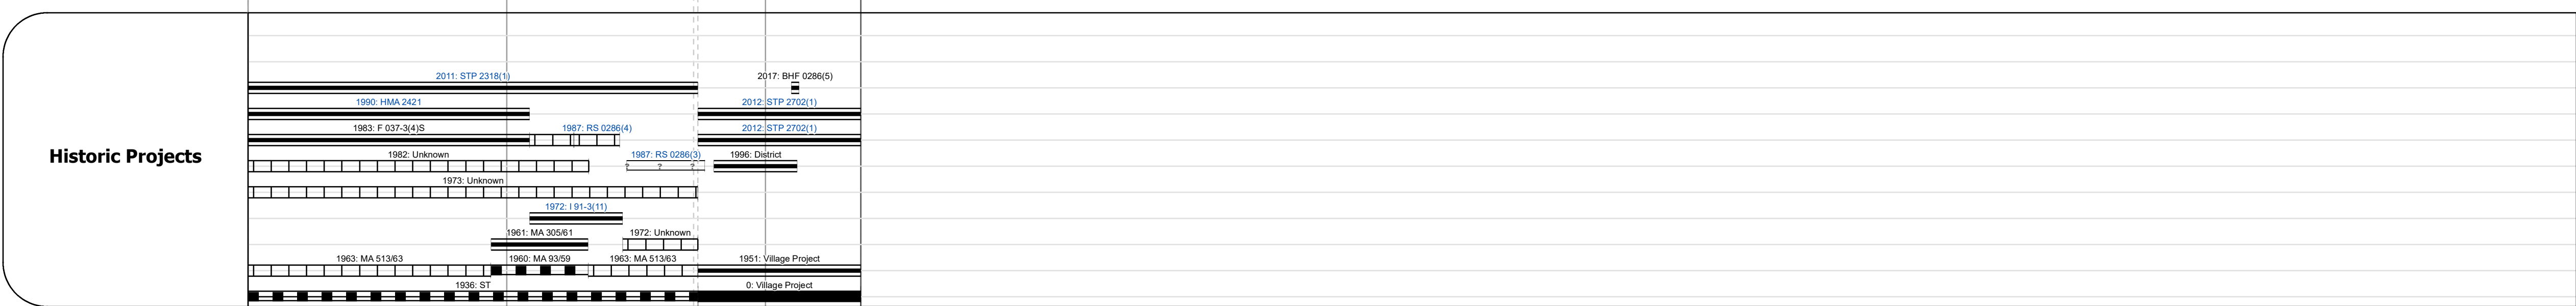 2011: STP 2318(1)
2017: BHF 0286(5)
1990: HMA 2421
2012: STP 2702(1)
1983: F 037-3(4)S
1987: RS 0286(4)
2012: STP 2702(1)
Historic Projects
1982: Unknown
1987: RS 0286(3)
1996: District
? ? ?
1973: Unknown
1972: I 91-3(11)
1961: MA 305/61
1972: Unknown
1963: MA 513/63
1960: MA 93/59
1963: MA 513/63
1951: Village Project
1936: ST
0: Village Project